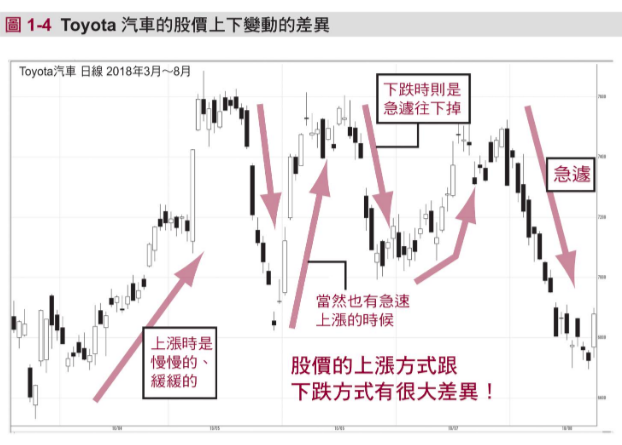 圖 1-4 Toyota 汽車的股價上下變動的差異
Toyota汽車 日線 2018年3月～8月
下跌時則是
急遽往下掉
急遽
當然也有急速
上漲的時候
上漲時是
慢慢的、
緩緩的
股價的上漲方式跟
下跌方式有很大差異！